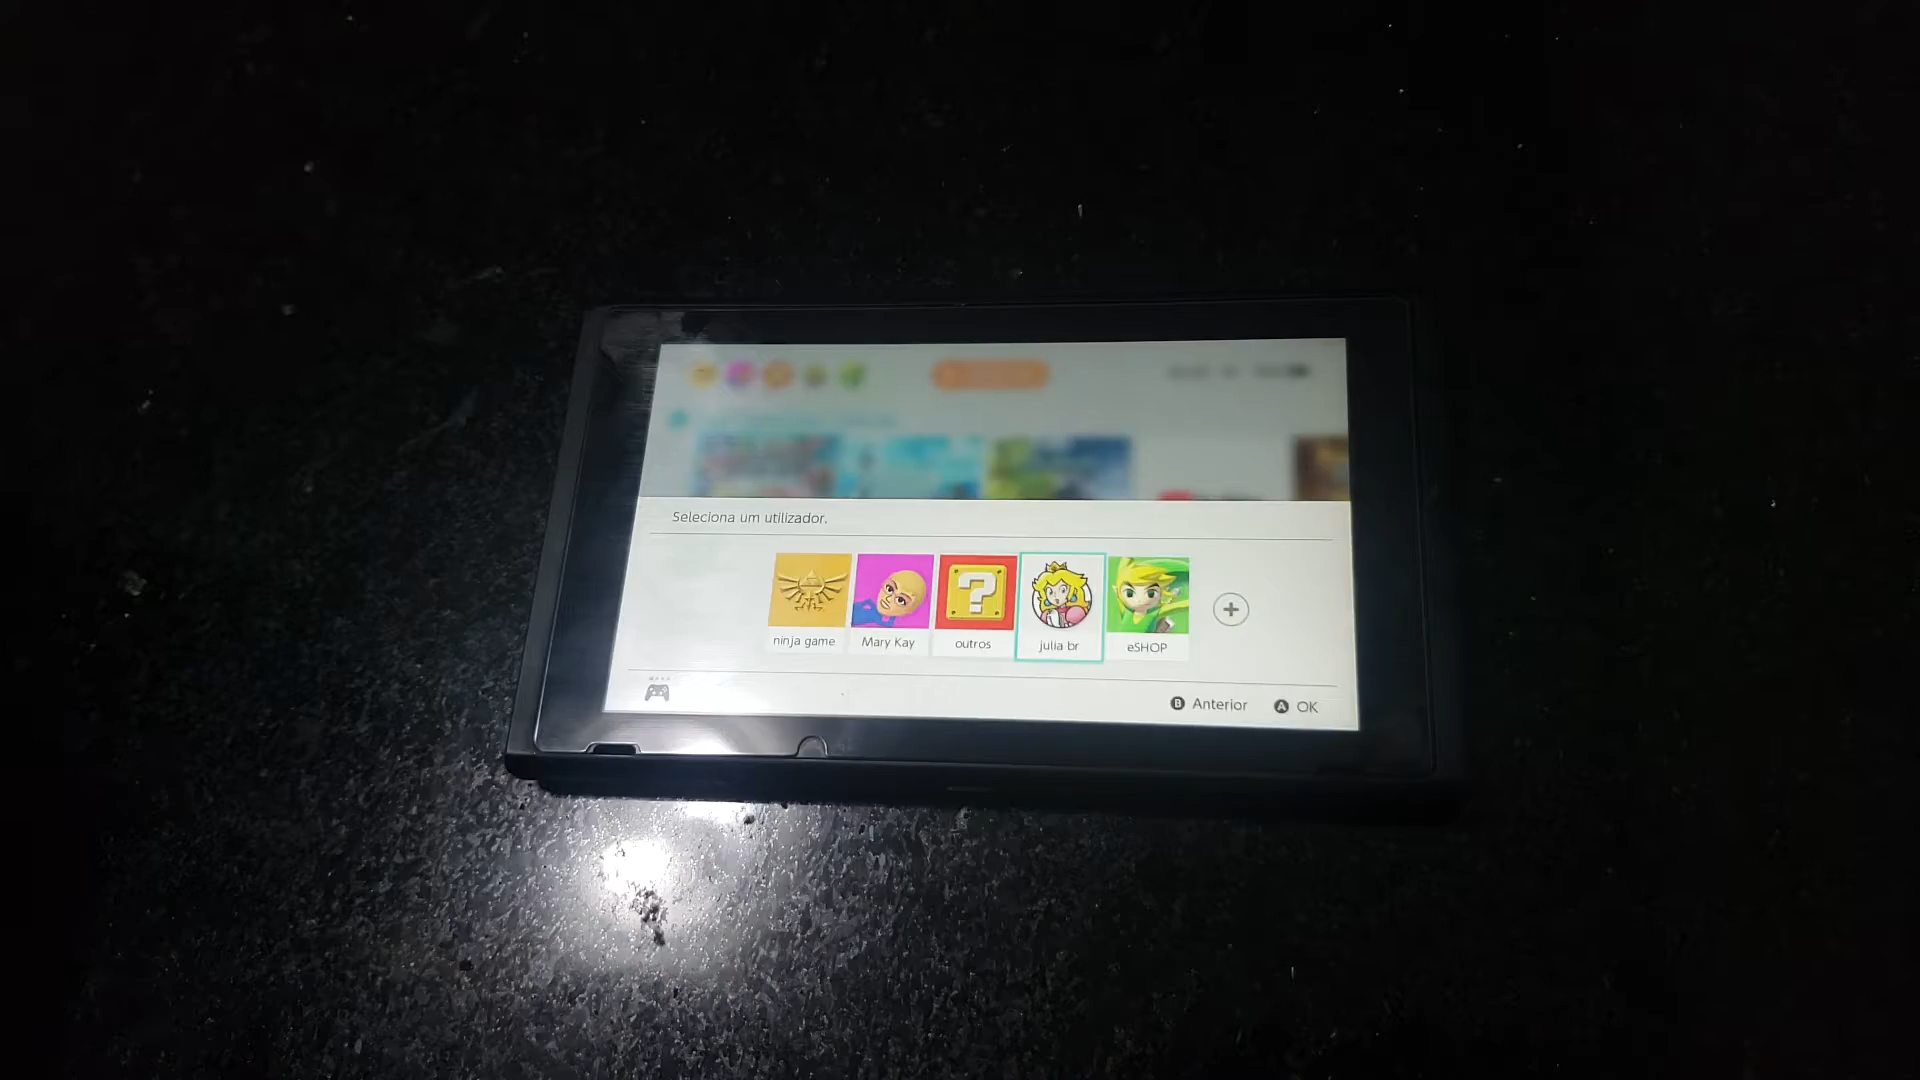 Seleciona um utilizador.
ninja game
Mary Kay
outros
julia br
eSHOP
B Anterior
A OK